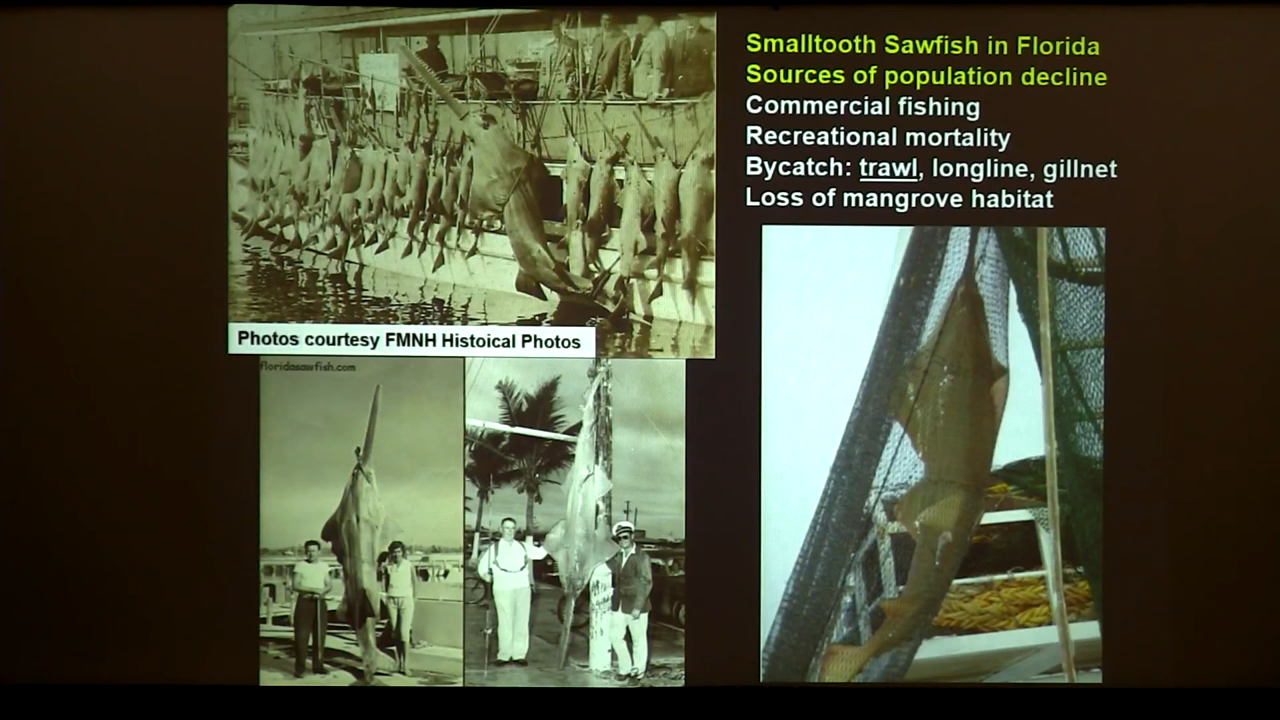 Smalltooth Sawfish in Florida
Sources of population decline
Commercial fishing
Recreational mortality
Bycatch: trawl, longline, gillnet
Loss of mangrove habitat
Photos courtesy FMNH Histoical Photos
floridasawfish.com